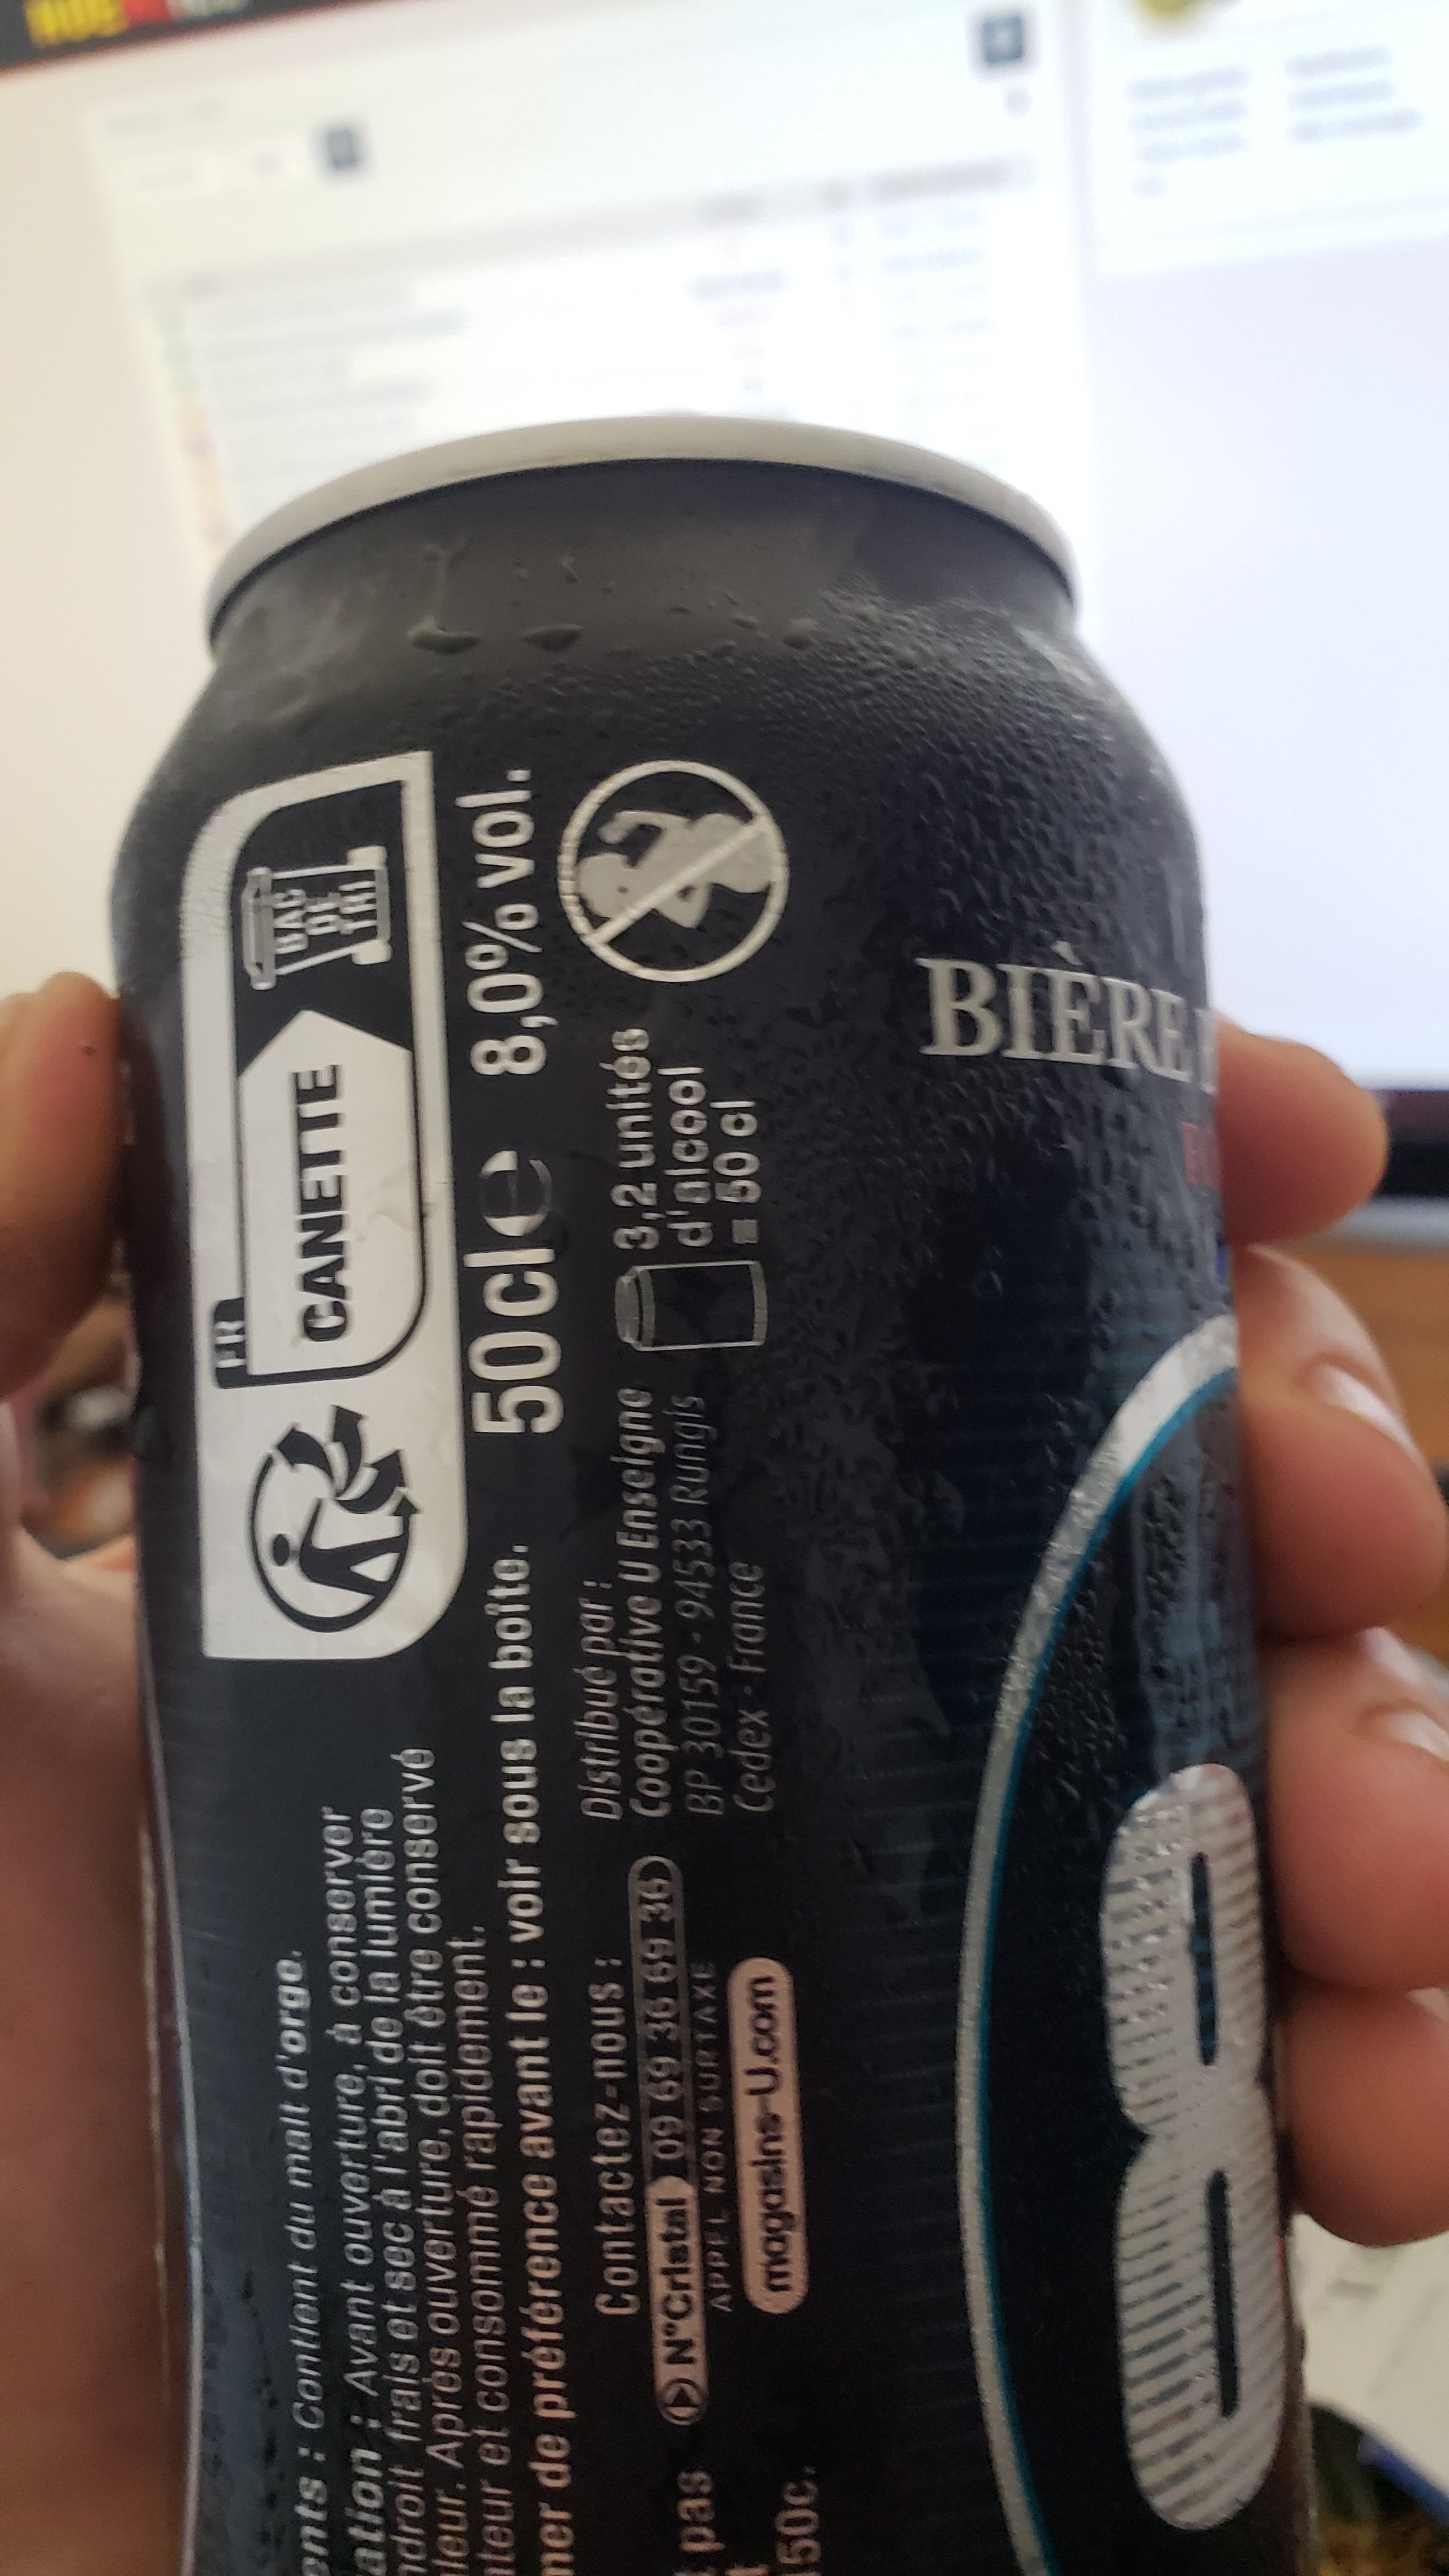 FR
CANETTE
BAC
DE
TRI
50cl e 8,0% vol.
3,2 unités
d'alcool
= 50 cl
Distribué par :
Coopérative U Enseigne
BP 30159 - 94533 Rungis
Cedex - France
Contactez-nous :
N°Cristal 09 69 36 69 36
APPEL NON SURTAXE
magasins-U.com
Contient du malt d'orge.
: Avant ouverture, à conserver
frais et sec à l'abri de la lumière
Après ouverture, doit être conservé
et consommé rapidement.
de préférence avant le : voir sous la boîte.
pas
BIÈRE
8